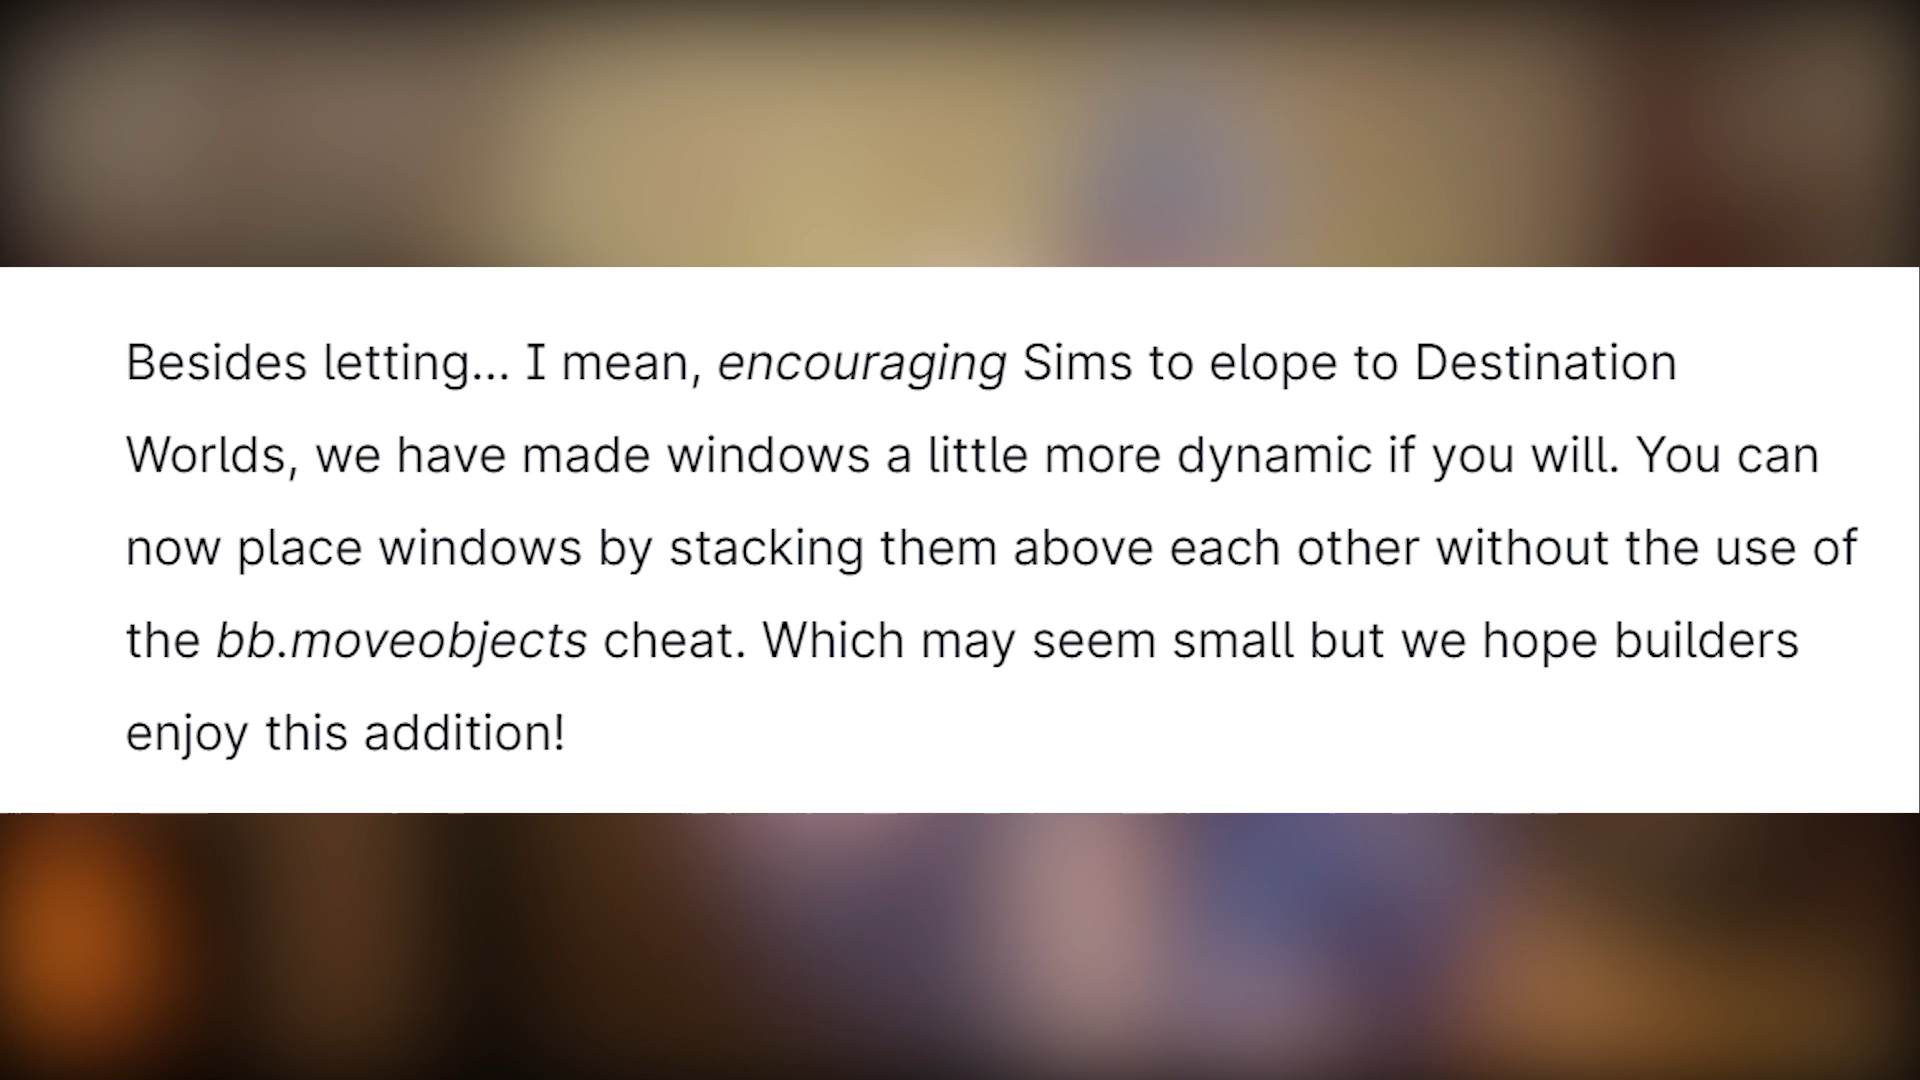 Besides letting... I mean, encouraging Sims to elope to Destination
Worlds, we have made windows a little more dynamic if you will. You can
now place windows by stacking them above each other without the use of
the bb.moveobjects cheat. Which may seem small but we hope builders
enjoy this addition!